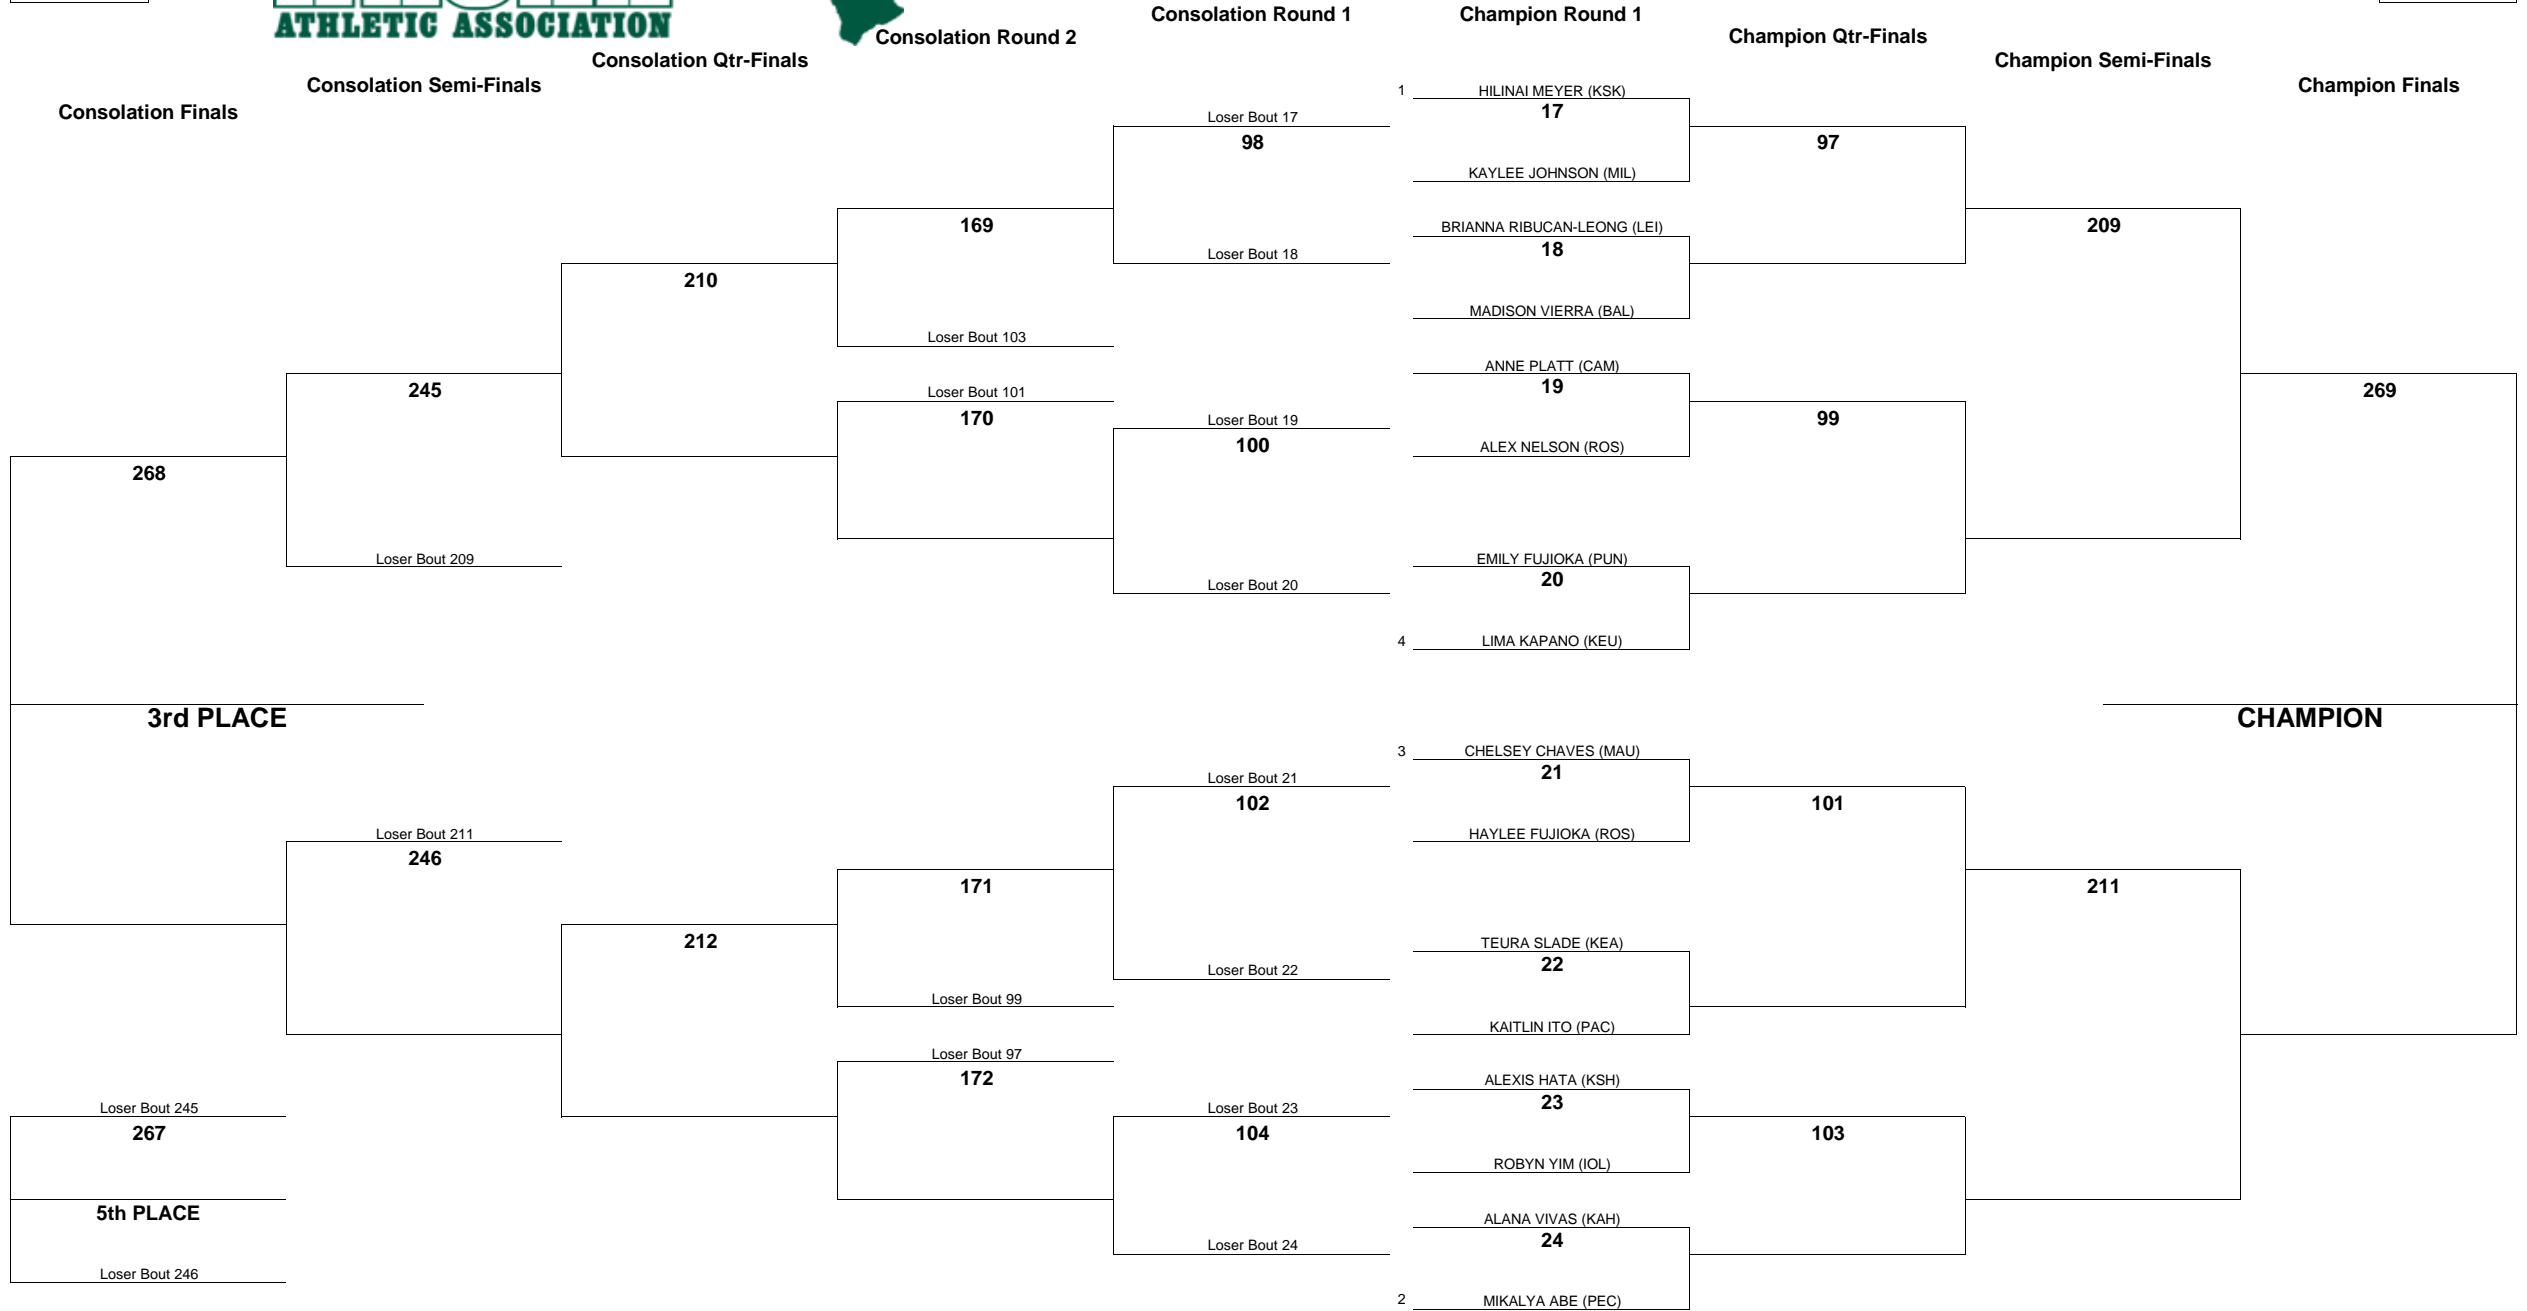 ATHLETIC ASSOCIATION
Consolation Round 1
Champion Round 1
Consolation Round 2
Champion Qtr-Finals
Consolation Qtr-Finals
Champion Semi-Finals
Consolation Semi-Finals
Champion Finals
Consolation Finals
1 HILINAI MEYER (KSK)
17
Loser Bout 17
98
97
KAYLEE JOHNSON (MIL)
169
BRIANNA RIBUCAN-LEONG (LEI)
209
18
Loser Bout 18
210
MADISON VIERRA (BAL)
Loser Bout 103
ANNE PLATT (CAM)
245
Loser Bout 101
19
269
170
Loser Bout 19
99
100
ALEX NELSON (ROS)
268
Loser Bout 209
EMILY FUJIOKA (PUN)
20
Loser Bout 20
4 LIMA KAPANO (KEU)
3rd PLACE
CHAMPION
3 CHELSEY CHAVES (MAU)
21
Loser Bout 21
102
101
Loser Bout 211
HAYLEE FUJIOKA (ROS)
246
171
211
212
TEURA SLADE (KEA)
22
Loser Bout 22
Loser Bout 99
KAITLIN ITO (PAC)
Loser Bout 97
172
ALEXIS HATA (KSH)
23
Loser Bout 245
Loser Bout 23
267
104
103
ROBYN YIM (IOL)
5th PLACE
ALANA VIVAS (KAH)
24
Loser Bout 24
Loser Bout 246
2 MIKALYA ABE (PEC)